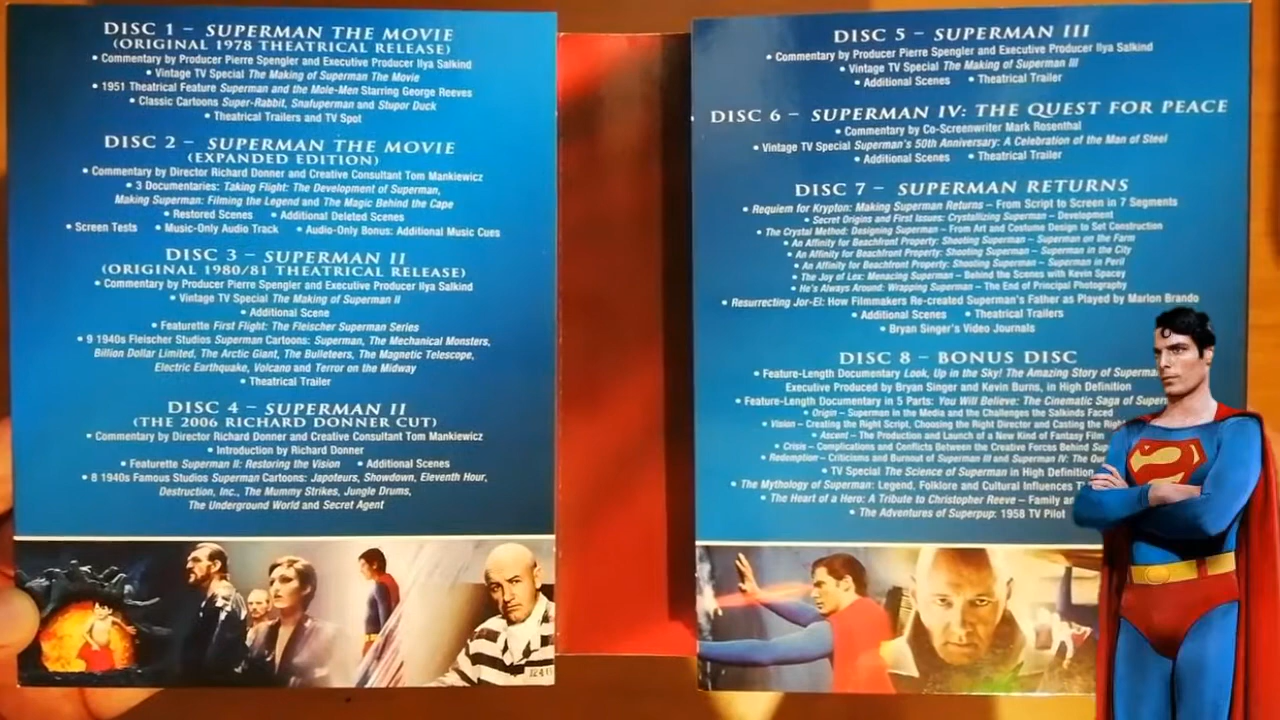 DISC 1 – SUPERMAN THE MOVIE
(ORIGINAL 1978 THEATRICAL RELEASE)
• Commentary by Producer Pierre Spengler and Executive Producer Ilya Salkind
• Vintage TV Special The Making of Superman The Movie
• 1951 Theatrical Feature Superman and the Mole-Men Starring George Reeves
• Classic Cartoons Super-Rabbit, Snafuperman and Stupor Duck
• Theatrical Trailers and TV Spot
DISC 2 – SUPERMAN THE MOVIE
(EXPANDED EDITION)
• Commentary by Director Richard Donner and Creative Consultant Tom Mankiewicz
• 3 Documentaries: Taking Flight: The Development of Superman,
Making Superman: Filming the Legend and The Magic Behind the Cape
• Restored Scenes • Additional Deleted Scenes
• Screen Tests • Music-Only Audio Track • Audio-Only Bonus: Additional Music Cues
DISC 3 – SUPERMAN II
(ORIGINAL 1980/81 THEATRICAL RELEASE)
• Commentary by Producer Pierre Spengler and Executive Producer Ilya Salkind
• Vintage TV Special The Making of Superman II
• Additional Scene
• Featurette First Flight: The Fleischer Superman Series
• 9 1940s Fleischer Studios Superman Cartoons: Superman, The Mechanical Monsters,
Billion Dollar Limited, The Arctic Giant, The Bulleteers, The Magnetic Telescope,
Electric Earthquake, Volcano and Terror on the Midway
• Theatrical Trailer
DISC 4 – SUPERMAN II
(THE 2006 RICHARD DONNER CUT)
• Commentary by Director Richard Donner and Creative Consultant Tom Mankiewicz
• Introduction by Richard Donner
• Featurette Superman II: Restoring the Vision • Additional Scenes
• 8 1940s Famous Studios Superman Cartoons: Japoteurs, Showdown, Eleventh Hour,
Destruction, Inc., The Mummy Strikes, Jungle Drums,
The Underground World and Secret Agent
DISC 5 – SUPERMAN III
• Commentary by Producer Pierre Spengler and Executive Producer Ilya Salkind
• Vintage TV Special The Making of Superman III
• Additional Scenes • Theatrical Trailer
DISC 6 – SUPERMAN IV: THE QUEST FOR PEACE
• Commentary by Co-Screenwriter Mark Rosenthal
• Vintage TV Special Superman's 50th Anniversary: A Celebration of the Man of Steel
• Additional Scenes • Theatrical Trailer
DISC 7 – SUPERMAN RETURNS
• Requiem for Krypton: Making Superman Returns – From Script to Screen in 7 Segments
• Secret Origins and First Issues: Crystallizing Superman – Development
• The Crystal Method: Designing Superman – From Art and Costume Design to Set Construction
• An Affinity for Beachfront Property: Shooting Superman – Superman on the Farm
• An Affinity for Beachfront Property: Shooting Superman – Superman in the City
• An Affinity for Beachfront Property: Shooting Superman – Superman in Peril
• The Joy of Lex: Menacing Superman – Behind the Scenes with Kevin Spacey
• He's Always Around: Wrapping Superman – The End of Principal Photography
• Resurrecting Jor-El: How Filmmakers Re-created Superman's Father as Played by Marlon Brando
• Additional Scenes • Theatrical Trailers
• Bryan Singer's Video Journals
DISC 8 – BONUS DISC
• Feature-Length Documentary Look, Up in the Sky! The Amazing Story of Superma
Executive Produced by Bryan Singer and Kevin Burns, in High Definition
• Feature-Length Documentary in 5 Parts: You Will Believe: The Cinematic Saga of Super
• Origin – Superman in the Media and the Challenges the Salkinds Faced
• Vision – Creating the Right Script, Choosing the Right Director and Casting the Righ
• Ascent – The Production and Launch of a New Kind of Fantasy Film
• Crisis – Complications and Conflicts Between the Creative Forces Behind Sup
• Redemption – Criticisms and Burnout of Superman III and Superman IV: The Qu
• TV Special The Science of Superman in High Definition
• The Mythology of Superman: Legend, Folklore and Cultural Influences T
• The Heart of a Hero: A Tribute to Christopher Reeve – Family an
• The Adventures of Superpup: 1958 TV Pilot